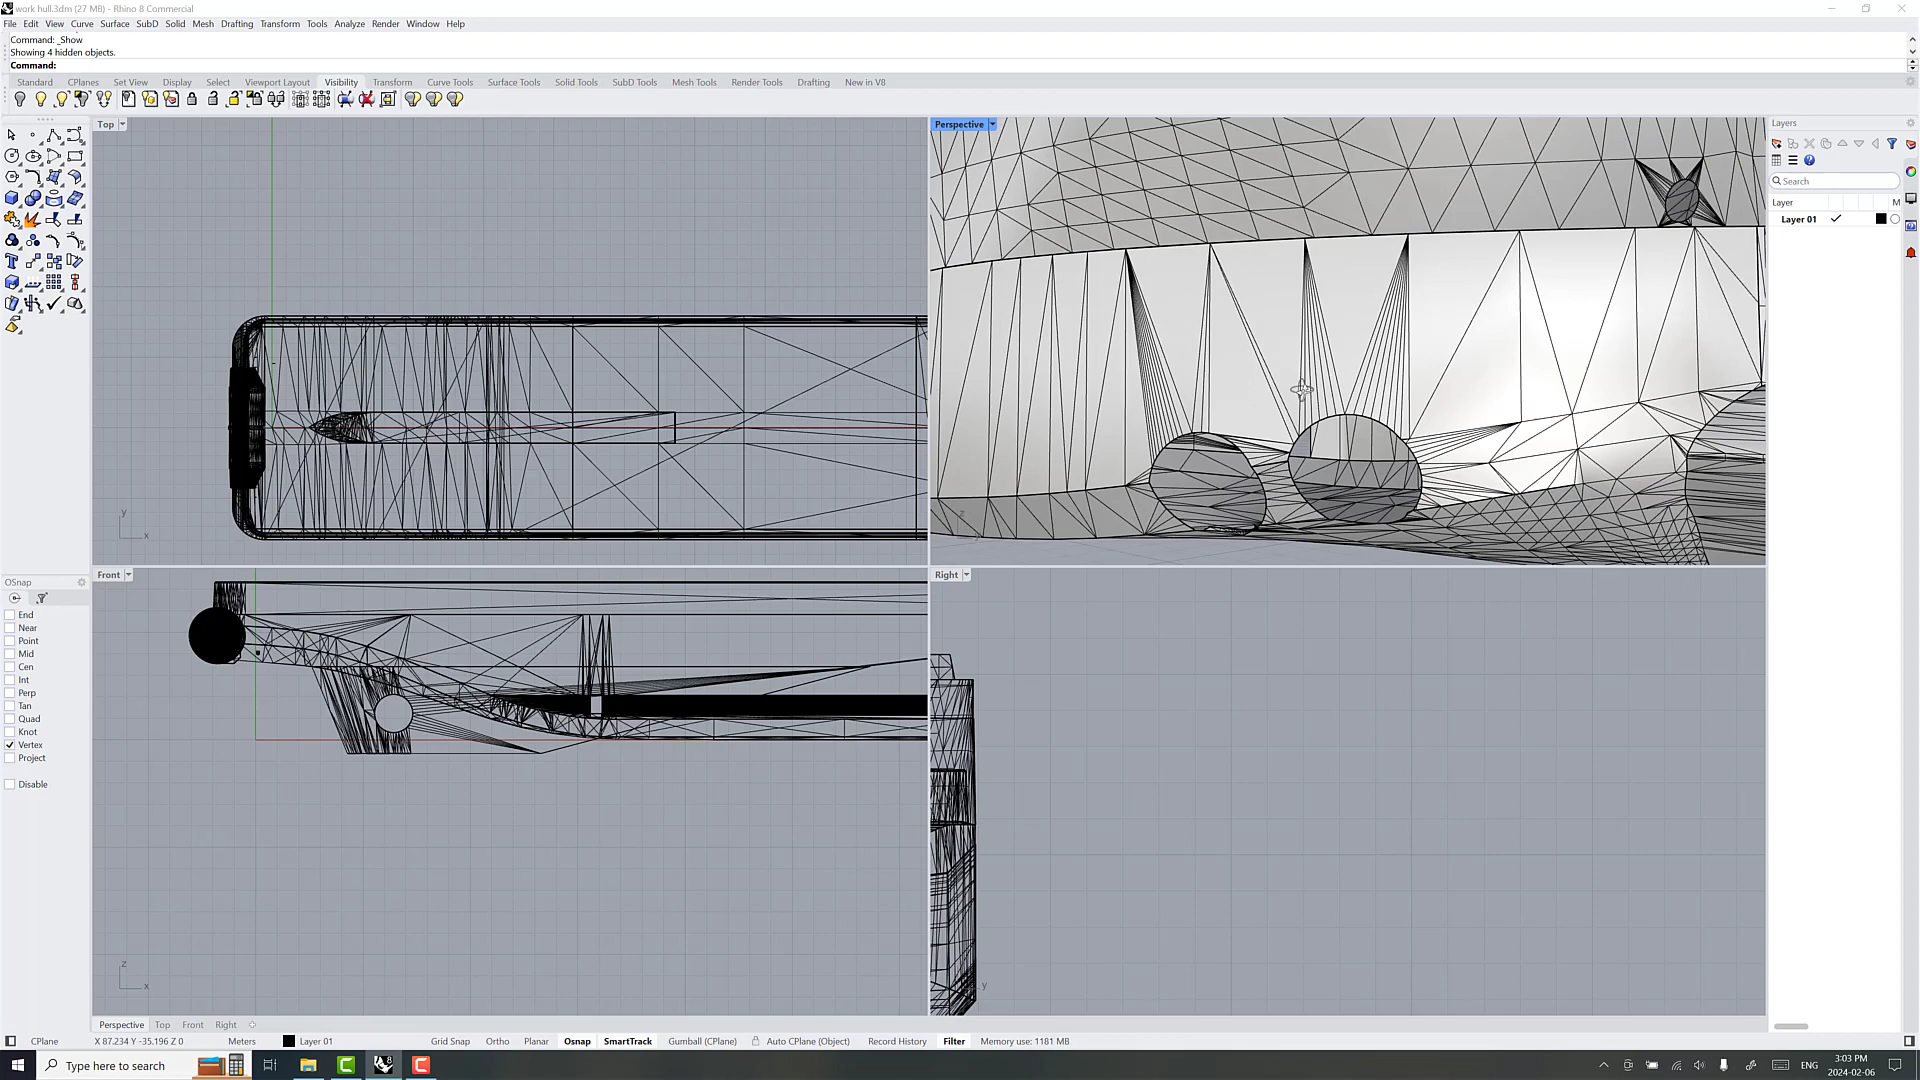 work hull.3dm (27 MB) - Rhino 8 Commercial
File Edit View Curve Surface SubD Solid Mesh Drafting Transform Tools Analyze Render Window Help
Command: _Show
Showing 4 hidden objects.
Command:
Standard CPlanes Set View Display Select Viewport Layout Visibility Transform Curve Tools Surface Tools Solid Tools SubD Tools Mesh Tools Render Tools Drafting New in V8
Top
Perspective
Layers
Search
Layer M
Layer 01
y
x
z
Front
Right
OSnap
End
Near
Point
Mid
Cen
Int
Perp
Tan
Quad
Knot
Vertex
Project
Disable
z
x
y
Perspective Top Front Right
CPlane X 87.234 Y -35.196 Z 0 Meters Layer 01 Grid Snap Ortho Planar Osnap SmartTrack Gumball (CPlane) Auto CPlane (Object) Record History Filter Memory use: 1181 MB
Type here to search
ENG
3:03 PM
2024-02-06